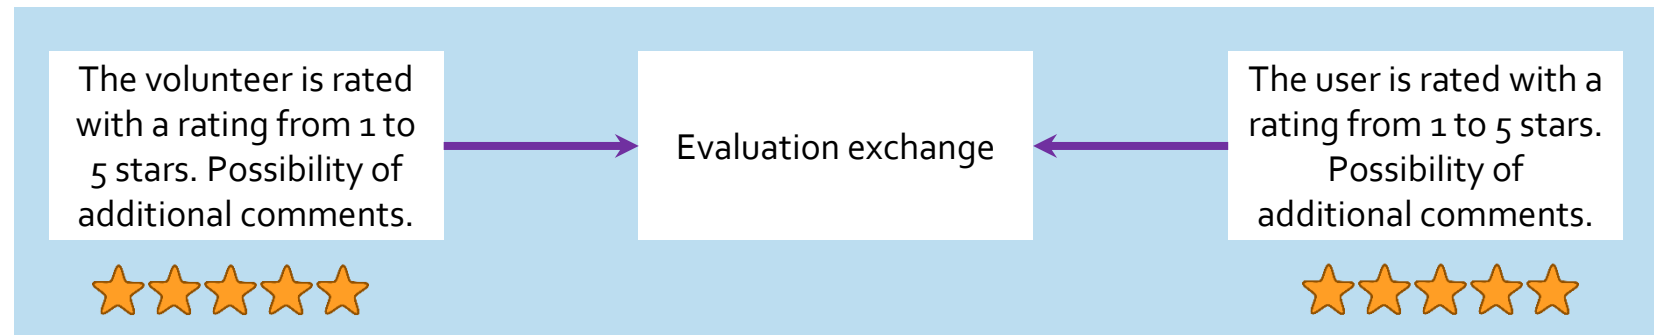 The volunteer is rated
with a rating from 1 to
5 stars. Possibility of
additional comments.
Evaluation exchange
The user is rated with a
rating from 1 to 5 stars.
Possibility of
additional comments.